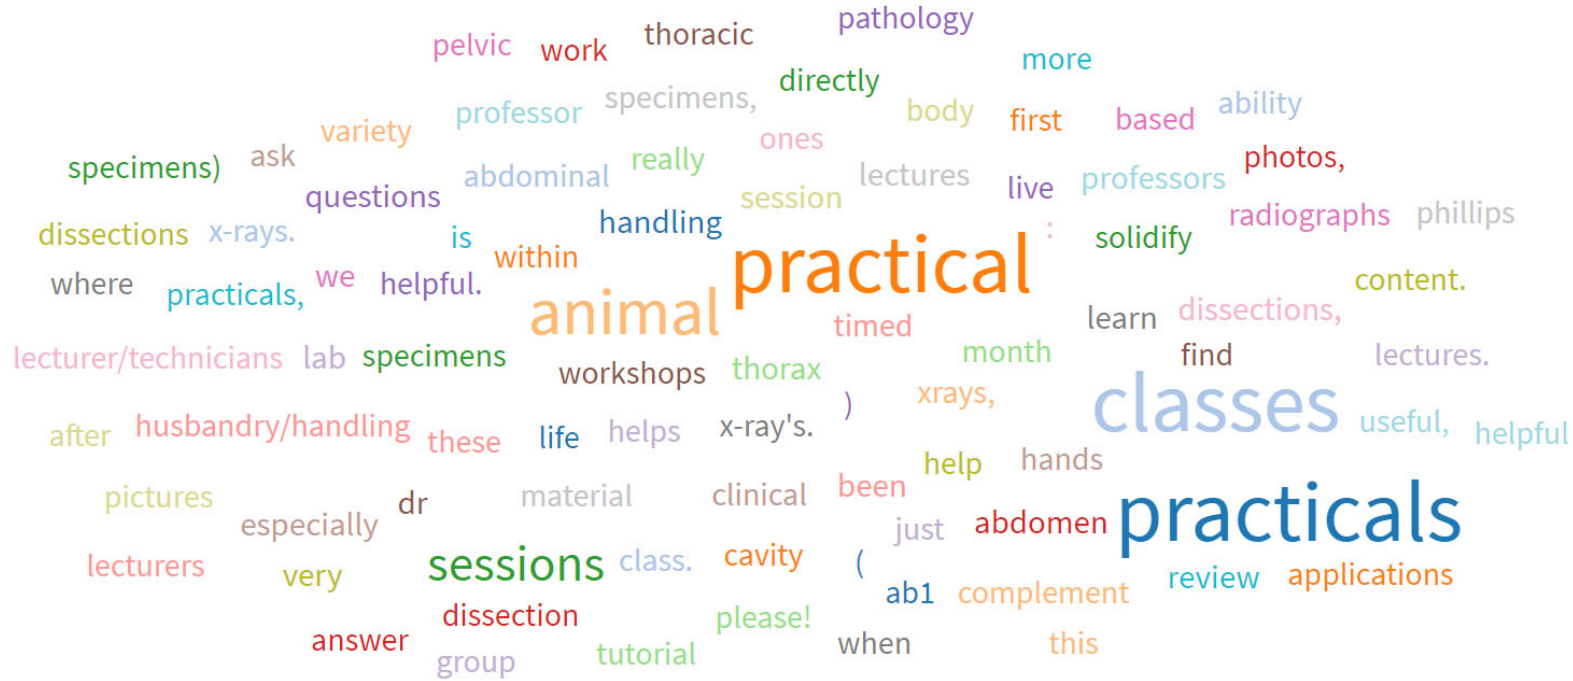 pathology
pelvic work thoracic
more
directly
professor specimens, body first based ability
variety ones
specimens) ask abdominal really lectures live professors photos,
questions session
dissections x-rays. is handling : solidify radiographs phillips
within practical
where practicals, we helpful. content.
animal timed learn dissections,
lecturer/technicians lab specimens workshops thorax month find lectures.
xrays, classes
after husbandry/handling these life helps x-ray's. ) useful, helpful
help hands
pictures dr material clinical been
especially just abdomen practicals
lecturers very sessions class. cavity ( review applications
ab1 complement
dissection please!
answer group tutorial when this